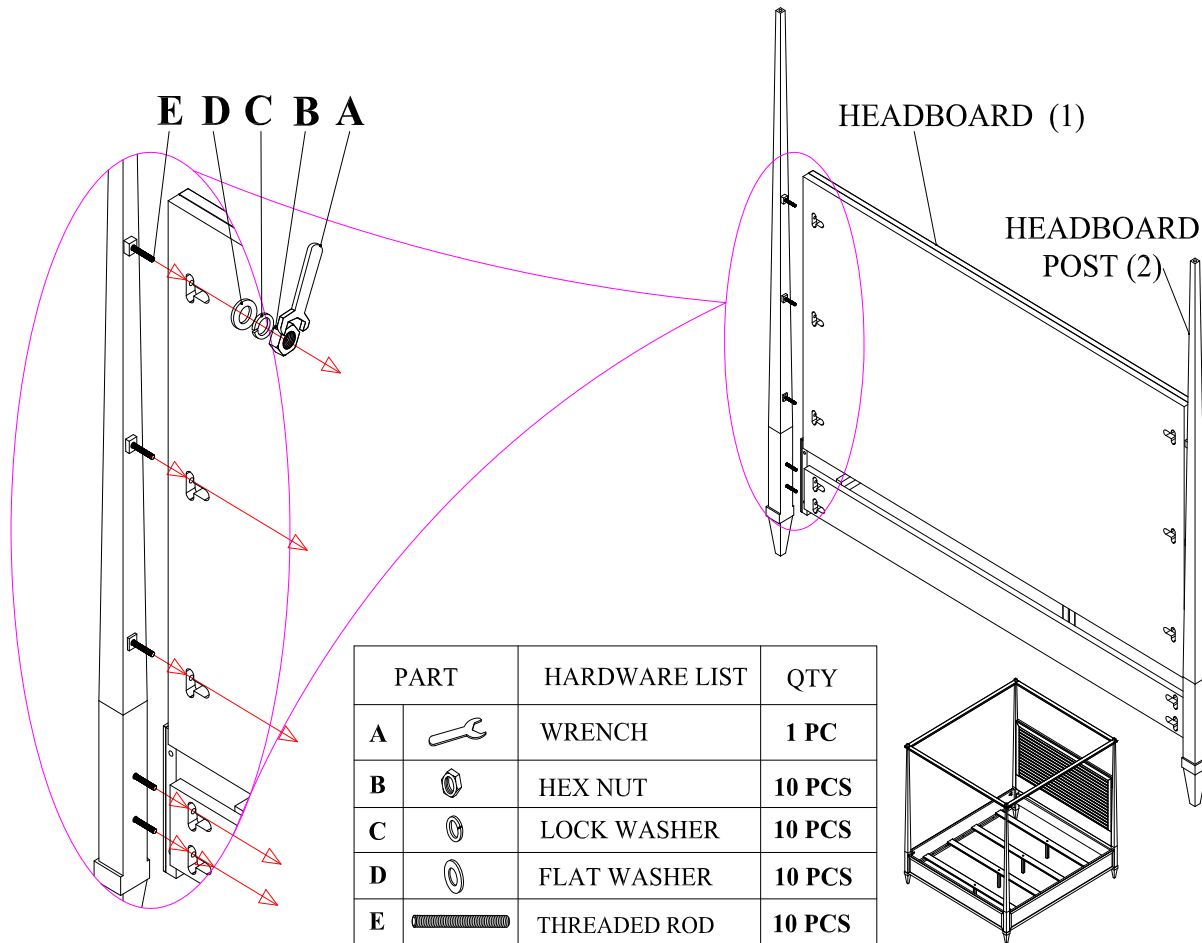 E D C B A
HEADBOARD (1)
HEADBOARD
POST (2)
PART HARDWARE LIST QTY
A WRENCH 1 PC
B HEX NUT 10 PCS
C LOCK WASHER 10 PCS
D FLAT WASHER 10 PCS
E THREADED ROD 10 PCS